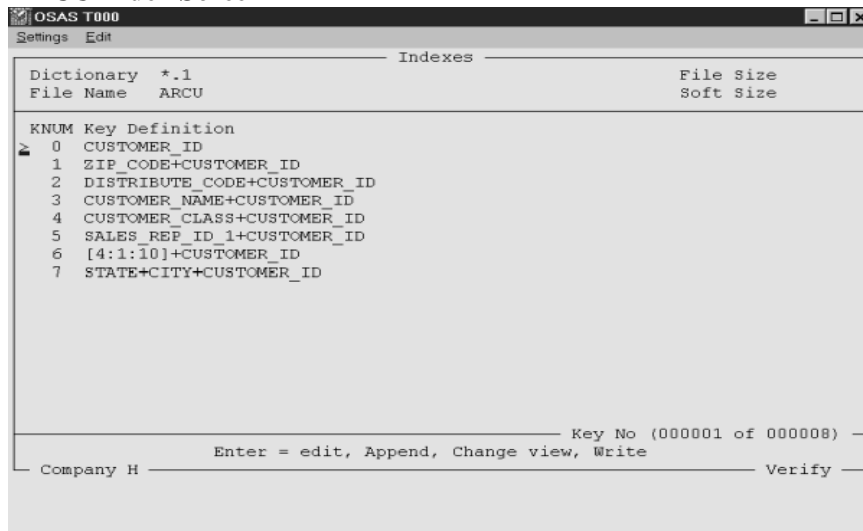 OSAS T000
Settings Edit
Indexes
Dictionary *.1 File Size
File Name ARCU Soft Size
KNUM Key Definition
0 CUSTOMER_ID
1 ZIP_CODE+CUSTOMER_ID
2 DISTRIBUTE_CODE+CUSTOMER_ID
3 CUSTOMER_NAME+CUSTOMER_ID
4 CUSTOMER_CLASS+CUSTOMER_ID
5 SALES_REP_ID_1+CUSTOMER_ID
6 [4:1:10]+CUSTOMER_ID
7 STATE+CITY+CUSTOMER_ID
Key No (000001 of 000008)
Enter = edit, Append, Change view, Write
Company H Verify